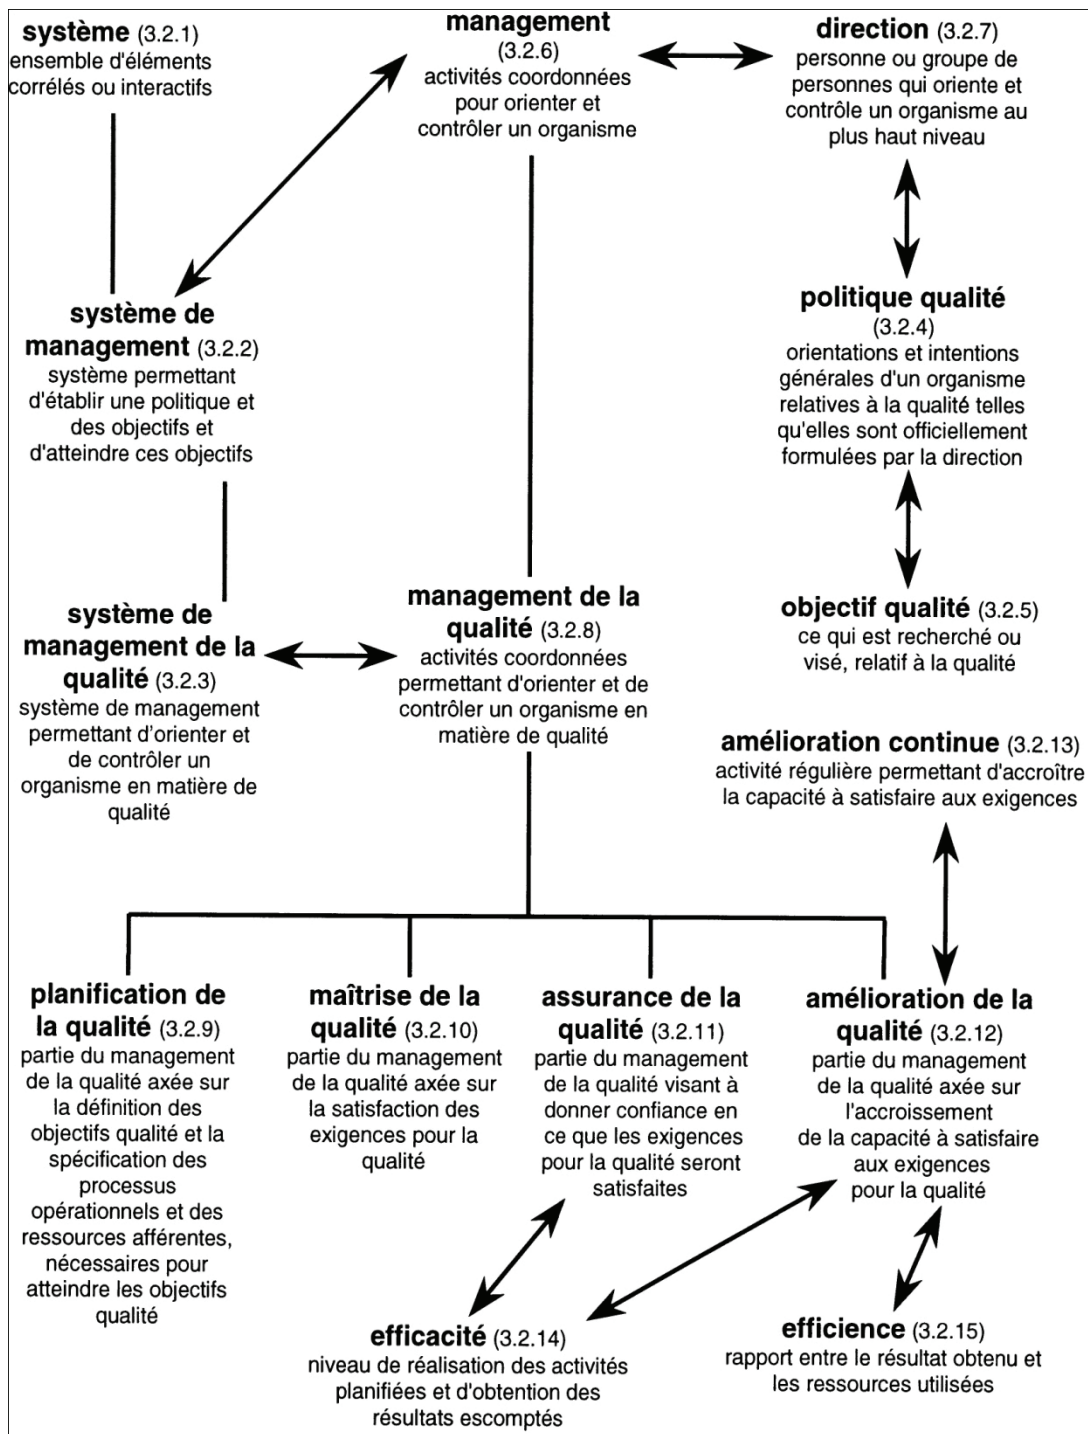 système (3.2.1)
ensemble d'éléments
corrélés ou interactifs
management
(3.2.6)
activités coordonnées
pour orienter et
contrôler un organisme
direction (3.2.7)
personne ou groupe de
personnes qui oriente et
contrôle un organisme au
plus haut niveau
système de
management (3.2.2)
système permettant
d'établir une politique et
des objectifs et
d'atteindre ces objectifs
politique qualité
(3.2.4)
orientations et intentions
générales d'un organisme
relatives à la qualité telles
qu'elles sont officiellement
formulées par la direction
système de
management de la
qualité (3.2.3)
système de management
permettant d'orienter et
de contrôler un
organisme en matière de
qualité
management de la
qualité (3.2.8)
activités coordonnées
permettant d'orienter et de
contrôler un organisme en
matière de qualité
objectif qualité (3.2.5)
ce qui est recherché ou
visé, relatif à la qualité
amélioration continue (3.2.13)
activité régulière permettant d'accroître
la capacité à satisfaire aux exigences
planification de
la qualité (3.2.9)
partie du management
de la qualité axée sur
la définition des
objectifs qualité et la
spécification des
processus
opérationnels et des
ressources afférentes,
nécessaires pour
atteindre les objectifs
qualité
maîtrise de la
qualité (3.2.10)
partie du management
de la qualité axée sur
la satisfaction des
exigences pour la
qualité
assurance de la
qualité (3.2.11)
partie du management
de la qualité visant à
donner confiance en
ce que les exigences
pour la qualité seront
satisfaites
amélioration de la
qualité (3.2.12)
partie du management
de la qualité axée sur
l'accroissement
de la capacité à satisfaire
aux exigences
pour la qualité
efficacité (3.2.14)
niveau de réalisation des activités
planifiées et d'obtention des
résultats escomptés
efficience (3.2.15)
rapport entre le résultat obtenu et
les ressources utilisées